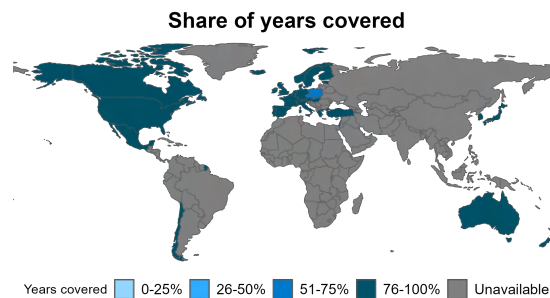 Share of years covered
Years covered 0-25% 26-50% 51-75% 76-100% Unavailable